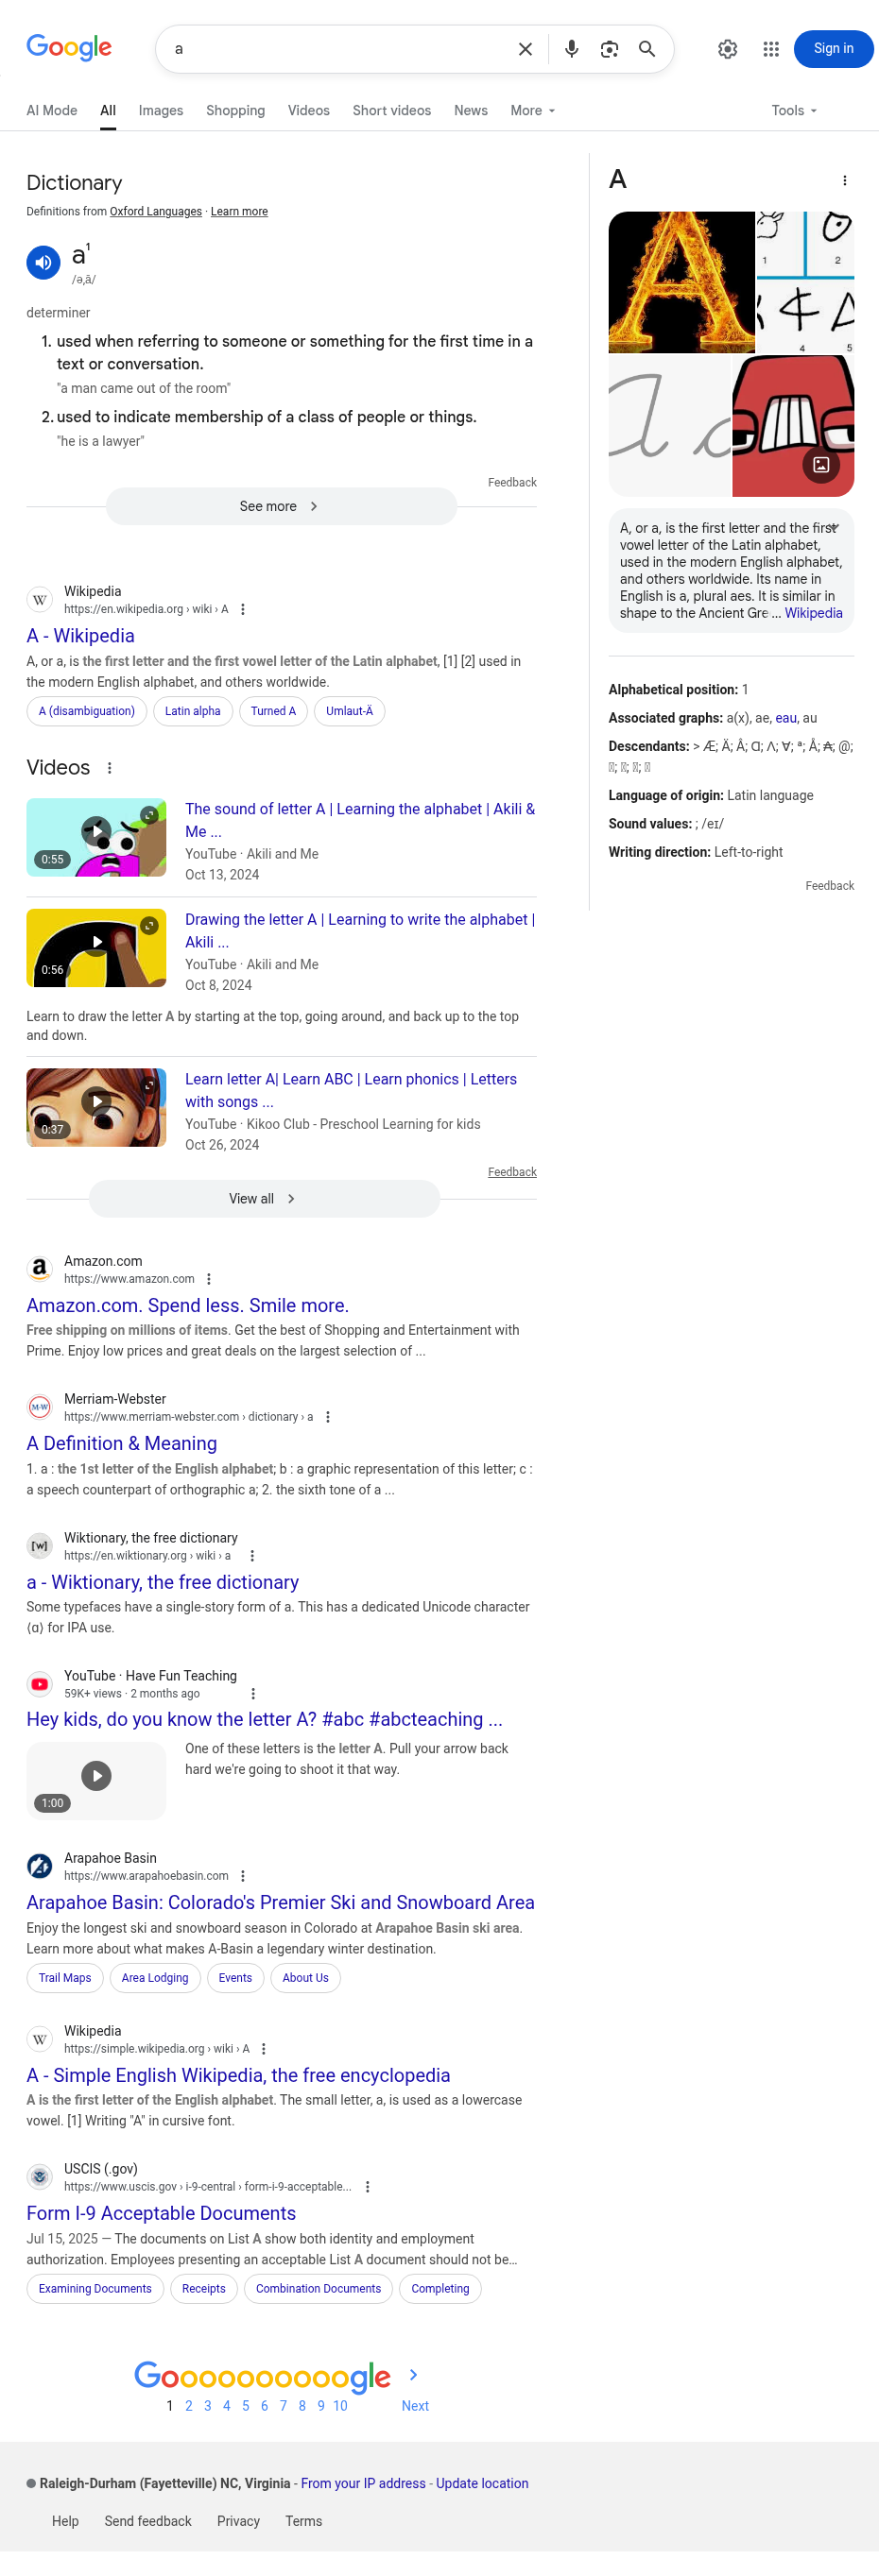 Google
a
Sign in
AI Mode
All
Images
Shopping
Videos
Short videos
News
More
Tools
Dictionary
Definitions from Oxford Languages · Learn more
a¹
/ə,ā/
determiner
1. used when referring to someone or something for the first time in a
text or conversation.
"a man came out of the room"
2. used to indicate membership of a class of people or things.
"he is a lawyer"
Feedback
See more
Wikipedia
https://en.wikipedia.org › wiki › A
A - Wikipedia
A, or a, is the first letter and the first vowel letter of the Latin alphabet, [1] [2] used in
the modern English alphabet, and others worldwide.
A (disambiguation)
Latin alpha
Turned A
Umlaut-Ä
Videos
0:55
The sound of letter A | Learning the alphabet | Akili &
Me ...
YouTube · Akili and Me
Oct 13, 2024
0:56
Drawing the letter A | Learning to write the alphabet |
Akili ...
YouTube · Akili and Me
Oct 8, 2024
Learn to draw the letter A by starting at the top, going around, and back up to the top
and down.
0:37
Learn letter A| Learn ABC | Learn phonics | Letters
with songs ...
YouTube · Kikoo Club - Preschool Learning for kids
Oct 26, 2024
Feedback
View all
Amazon.com
https://www.amazon.com
Amazon.com. Spend less. Smile more.
Free shipping on millions of items. Get the best of Shopping and Entertainment with
Prime. Enjoy low prices and great deals on the largest selection of ...
Merriam-Webster
https://www.merriam-webster.com › dictionary › a
A Definition & Meaning
1. a : the 1st letter of the English alphabet; b : a graphic representation of this letter; c :
a speech counterpart of orthographic a; 2. the sixth tone of a ...
Wiktionary, the free dictionary
https://en.wiktionary.org › wiki › a
a - Wiktionary, the free dictionary
Some typefaces have a single-story form of a. This has a dedicated Unicode character
⟨ɑ⟩ for IPA use.
YouTube · Have Fun Teaching
59K+ views · 2 months ago
Hey kids, do you know the letter A? #abc #abcteaching ...
1:00
One of these letters is the letter A. Pull your arrow back
hard we're going to shoot it that way.
Arapahoe Basin
https://www.arapahoebasin.com
Arapahoe Basin: Colorado's Premier Ski and Snowboard Area
Enjoy the longest ski and snowboard season in Colorado at Arapahoe Basin ski area.
Learn more about what makes A-Basin a legendary winter destination.
Trail Maps
Area Lodging
Events
About Us
Wikipedia
https://simple.wikipedia.org › wiki › A
A - Simple English Wikipedia, the free encyclopedia
A is the first letter of the English alphabet. The small letter, a, is used as a lowercase
vowel. [1] Writing "A" in cursive font.
USCIS (.gov)
https://www.uscis.gov › i-9-central › form-i-9-acceptable...
Form I-9 Acceptable Documents
Jul 15, 2025 — The documents on List A show both identity and employment
authorization. Employees presenting an acceptable List A document should not be...
Examining Documents
Receipts
Combination Documents
Completing
A
A
1
2
4
5
A, or a, is the first letter and the first
vowel letter of the Latin alphabet,
used in the modern English alphabet,
and others worldwide. Its name in
English is a, plural aes. It is similar in
shape to the Ancient Gre... Wikipedia
Alphabetical position: 1
Associated graphs: a(x), ae, eau, au
Descendants: > Æ; Ä; Â; Ɑ; Λ; Ɐ; ª; Å; ₳; @;
Language of origin: Latin language
Sound values: ; /eɪ/
Writing direction: Left-to-right
Feedback
Goooooooooogle
1 2 3 4 5 6 7 8 9 10 Next
Raleigh-Durham (Fayetteville) NC, Virginia - From your IP address - Update location
Help
Send feedback
Privacy
Terms